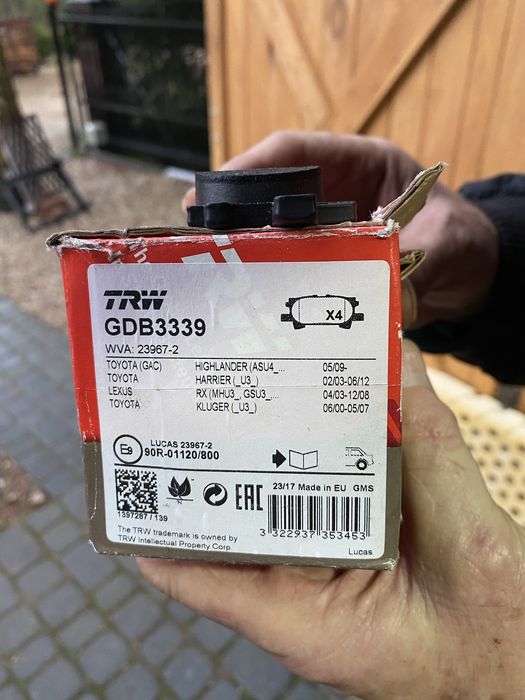 TRW
GDB3339
X4
WVA: 23967-2
TOYOTA (GAC) HIGHLANDER (ASU4_... 05/09-
TOYOTA HARRIER (_U3_) 02/03-06/12
LEXUS RX (MHU3_, GSU3_... 04/03-12/08
TOYOTA KLUGER (_U3_) 06/00-05/07
LUCAS 23967-2
E9 90R-01120/800
23/17 Made in EU GMS
EAC
1397287 / 139
3 322937 353453
The TRW trademark is owned by
TRW Intellectual Property Corp.
Lucas